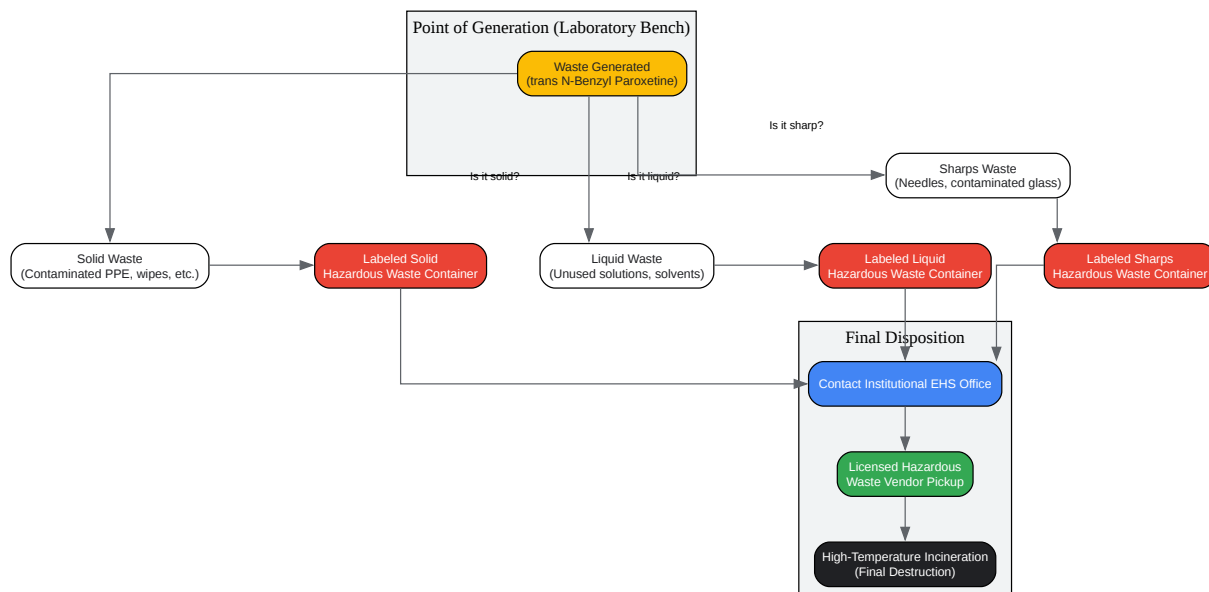 Point of Generation (Laboratory Bench)
Waste Generated
(trans N-Benzyl Paroxetine)
Is it sharp?
Is it solid?
Is it liquid?
Sharps Waste
(Needles, contaminated glass)
Solid Waste
(Contaminated PPE, wipes, etc.)
Labeled Solid
Hazardous Waste Container
Liquid Waste
(Unused solutions, solvents)
Labeled Liquid
Hazardous Waste Container
Labeled Sharps
Hazardous Waste Container
Final Disposition
Contact Institutional EHS Office
Licensed Hazardous
Waste Vendor Pickup
High-Temperature Incineration
(Final Destruction)